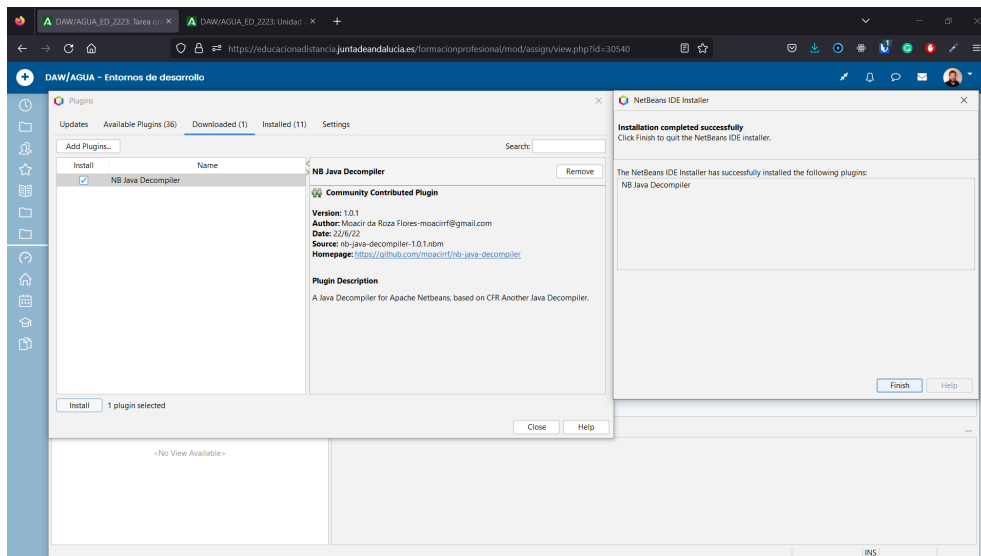 DAW/AGUA_ED_2223: Tarea on
DAW/AGUA_ED_2223: Unidad 2
https://educacionadistancia.juntadeandalucia.es/formacionprofesional/mod/assign/view.php?id=30540
DAW/AGUA - Entornos de desarrollo
Plugins
Updates Available Plugins (36) Downloaded (1) Installed (11) Settings
Add Plugins... Search:
Install Name
NB Java Decompiler
NB Java Decompiler Remove
Community Contributed Plugin
Version: 1.0.1
Author: Moacir da Roza Flores-moacirrf@gmail.com
Date: 22/6/22
Source: nb-java-decompiler-1.0.1.nbm
Homepage: https://github.com/moacirrf/nb-java-decompiler
Plugin Description
A Java Decompiler for Apache Netbeans, based on CFR Another Java Decompiler.
Install 1 plugin selected
Close Help
NetBeans IDE Installer
Installation completed successfully
Click Finish to quit the NetBeans IDE installer.
The NetBeans IDE Installer has successfully installed the following plugins:
NB Java Decompiler
Finish Help
<No View Available>
INS